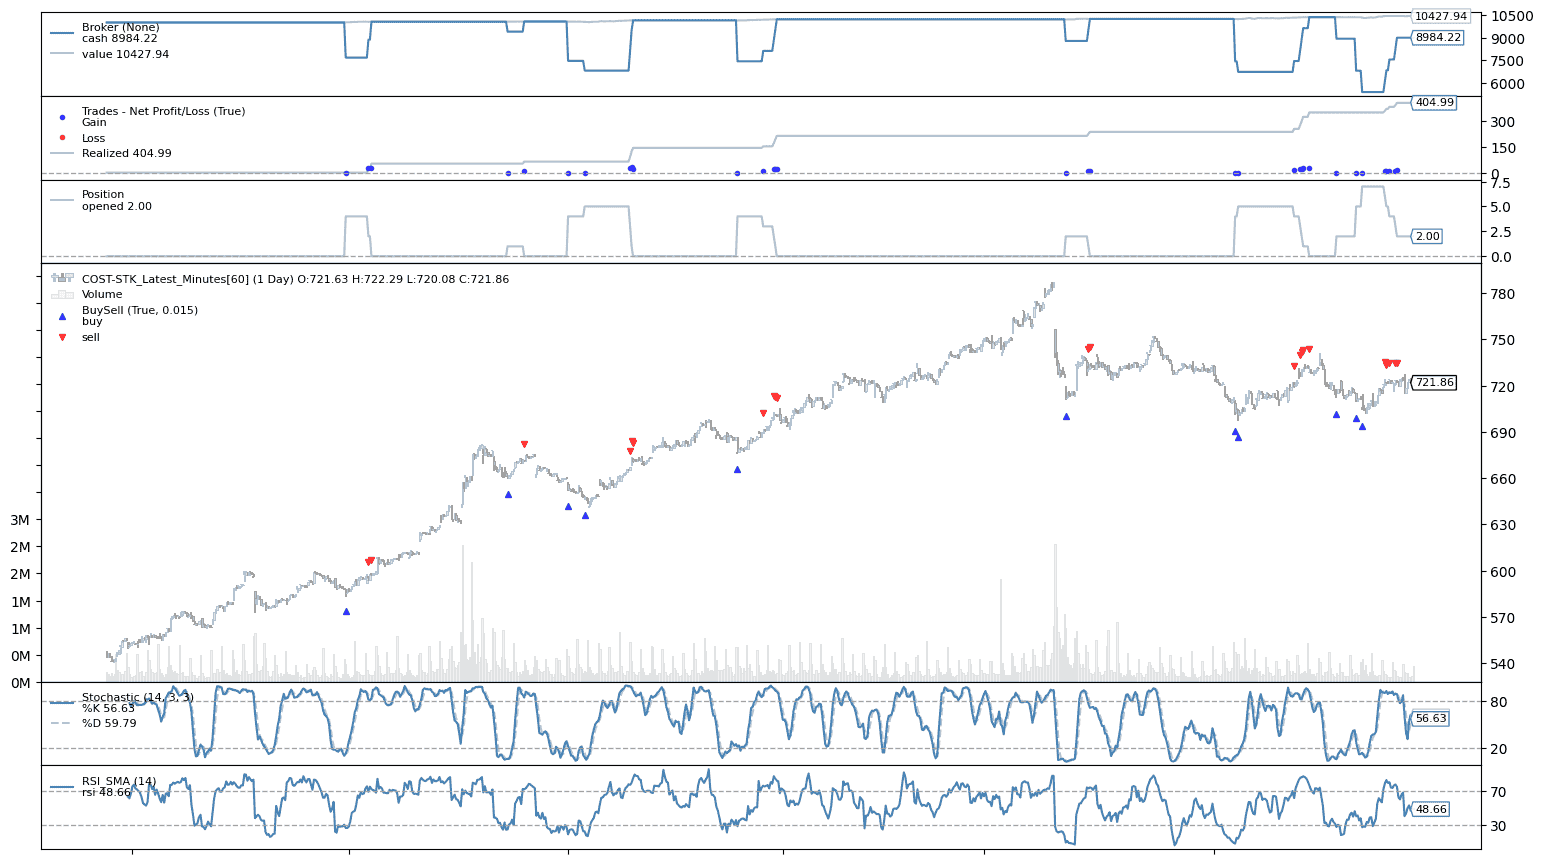 Broker (None)
cash 8984.22
value 10427.94
10427.94
8984.22
10500
9000
7500
6000
Trades - Net Profit/Loss (True)
Gain
Loss
Realized 404.99
404.99
300
150
0
Position
opened 2.00
2.00
7.5
5.0
2.5
0.0
COST-STK_Latest_Minutes[60] (1 Day) O:721.63 H:722.29 L:720.08 C:721.86
Volume
BuySell (True, 0.015)
buy
sell
721.86
780
750
720
690
660
630
600
570
540
3M
2M
2M
1M
1M
0M
0M
Stochastic (14, 3, 3)
%K 56.63
%D 59.79
56.63
80
20
RSI_SMA (14)
rsi 48.66
48.66
70
30